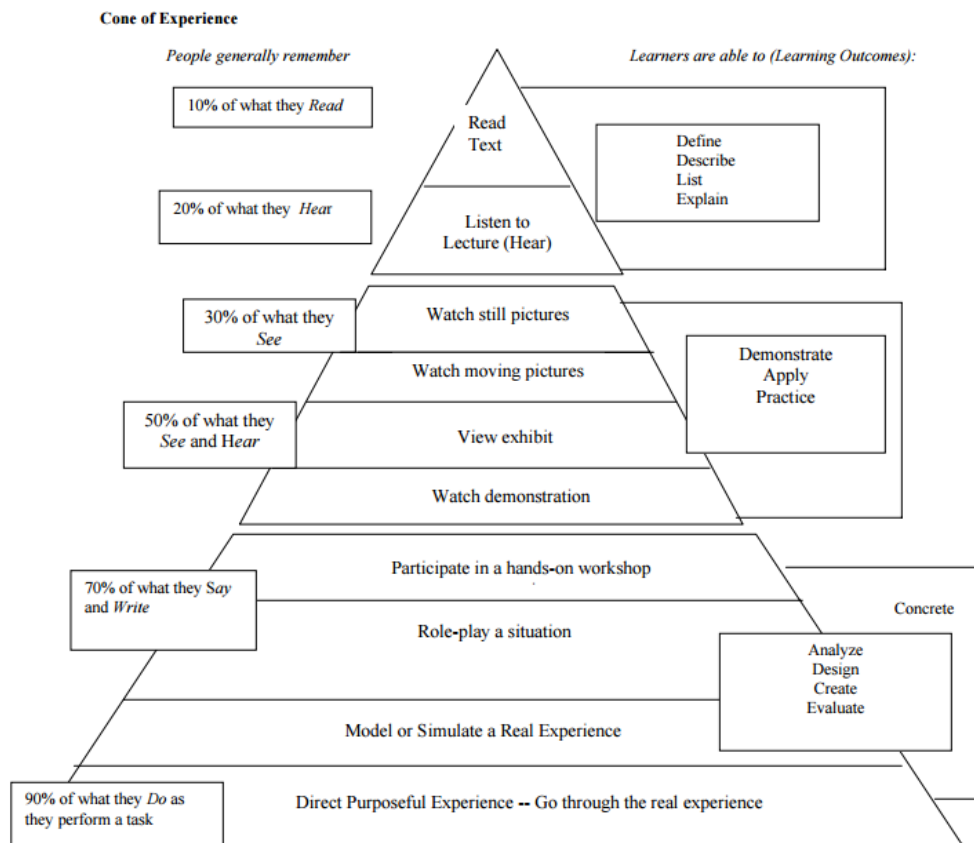 Cone of Experience
People generally remember
Learners are able to (Learning Outcomes):
10% of what they Read
Read
Text
Define
Describe
List
Explain
20% of what they Hear
Listen to
Lecture (Hear)
30% of what they
See
Watch still pictures
Watch moving pictures
Demonstrate
Apply
Practice
50% of what they
See and Hear
View exhibit
Watch demonstration
70% of what they Say
and Write
Participate in a hands-on workshop
Role-play a situation
Concrete
Analyze
Design
Create
Evaluate
Model or Simulate a Real Experience
90% of what they Do as
they perform a task
Direct Purposeful Experience -- Go through the real experience